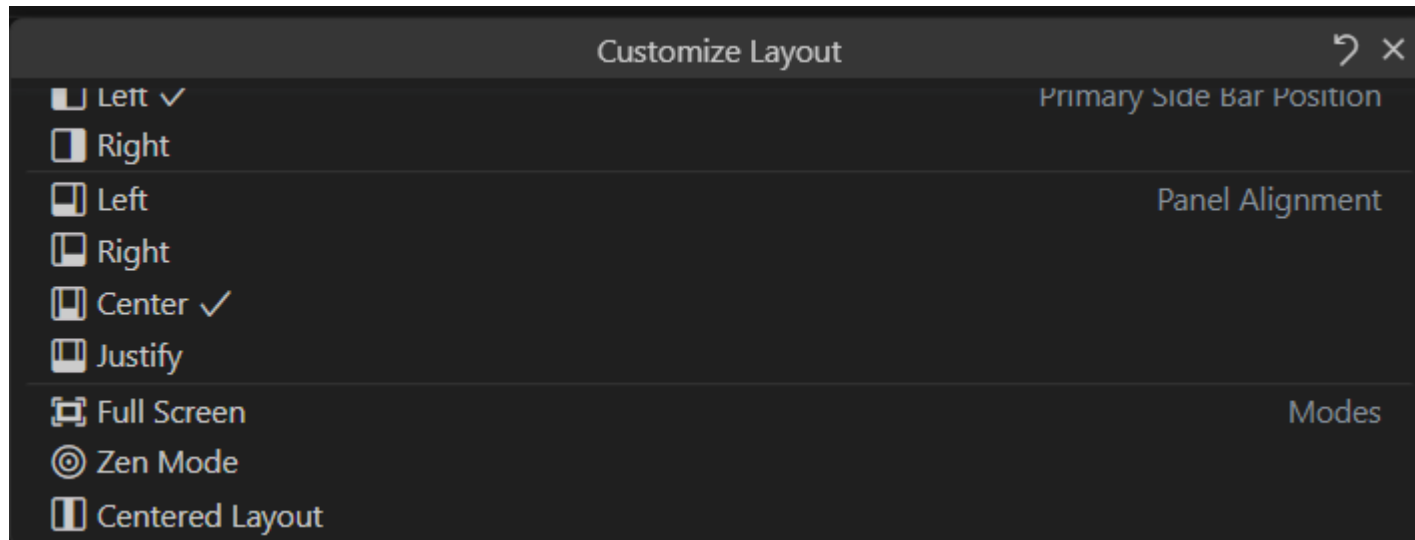 Customize Layout
Left Primary Side Bar Position
Right
Left Panel Alignment
Right
Center
Justify
Full Screen Modes
Zen Mode
Centered Layout